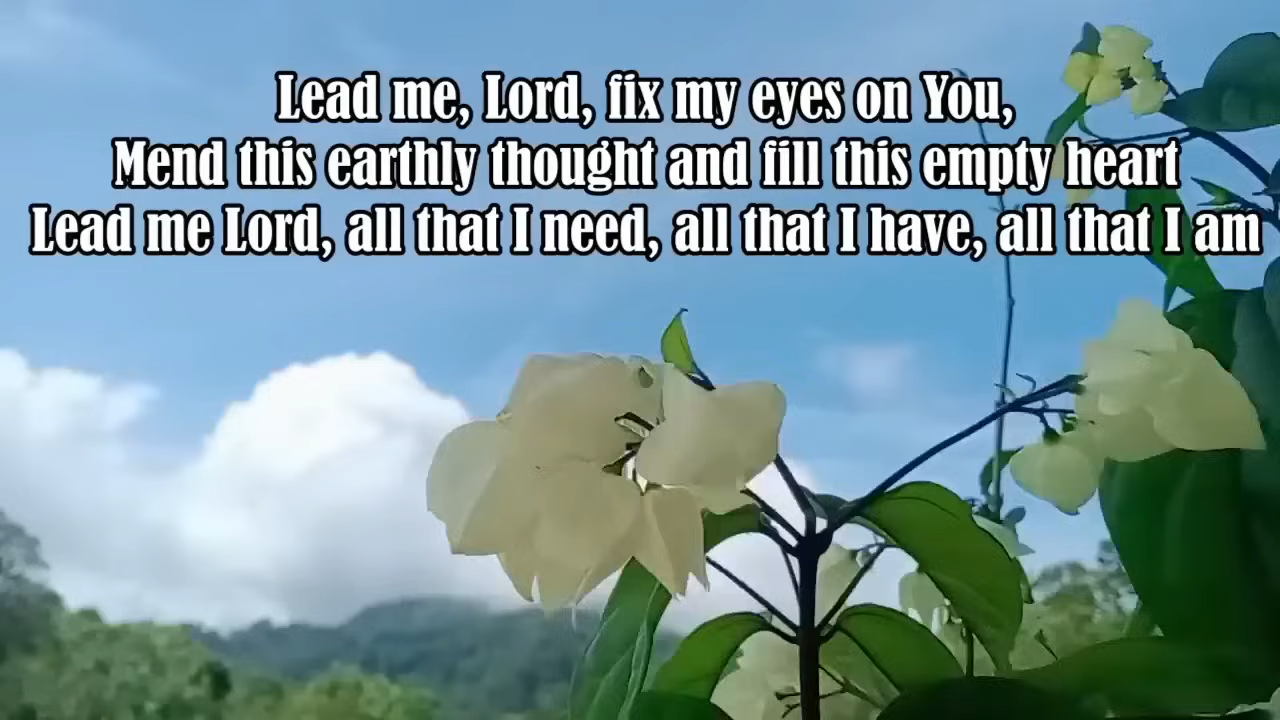 Lead me, Lord, fix my eyes on You,
Mend this earthly thought and fill this empty heart
Lead me Lord, all that I need, all that I have, all that I am